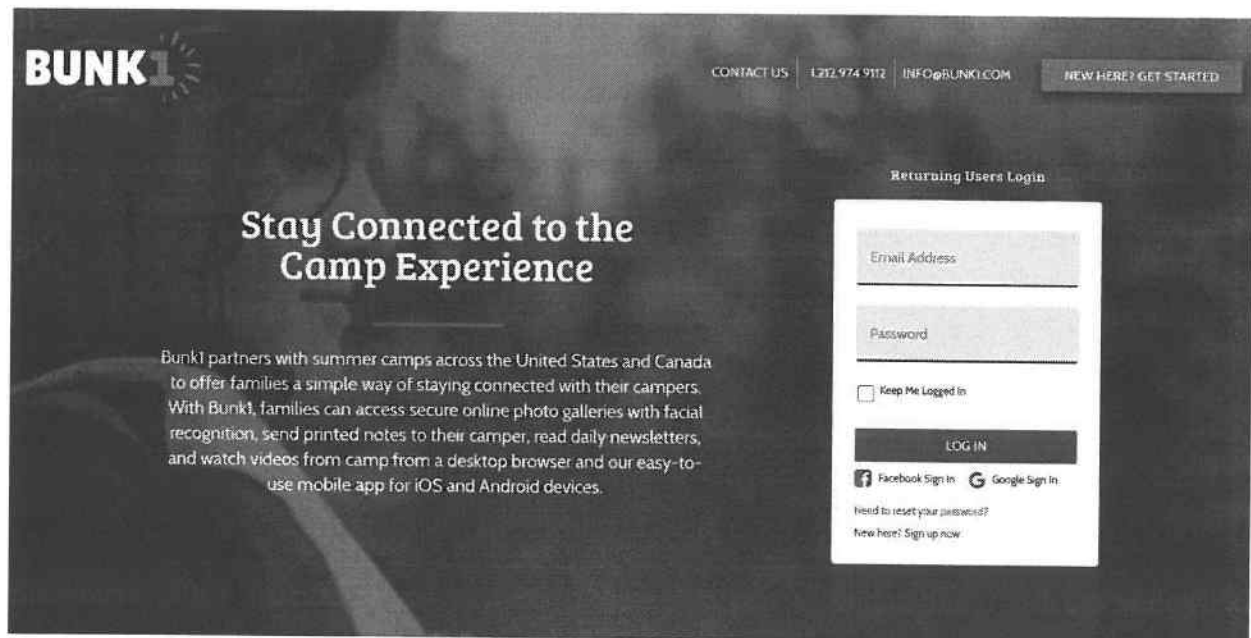 BUNK1
CONTACT US
1.212.974.9112
INFO@BUNK1.COM
NEW HERE? GET STARTED
Returning Users Login
Stay Connected to the
Camp Experience
Email Address
Password
Bunk1 partners with summer camps across the United States and Canada
to offer families a simple way of staying connected with their campers.
With Bunk1, families can access secure online photo galleries with facial
recognition, send printed notes to their camper, read daily newsletters,
and watch videos from camp from a desktop browser and our easy-to-
use mobile app for iOS and Android devices.
Keep Me Logged In
LOG IN
Facebook Sign In
Google Sign In
Need to reset your password?
New here? Sign up now